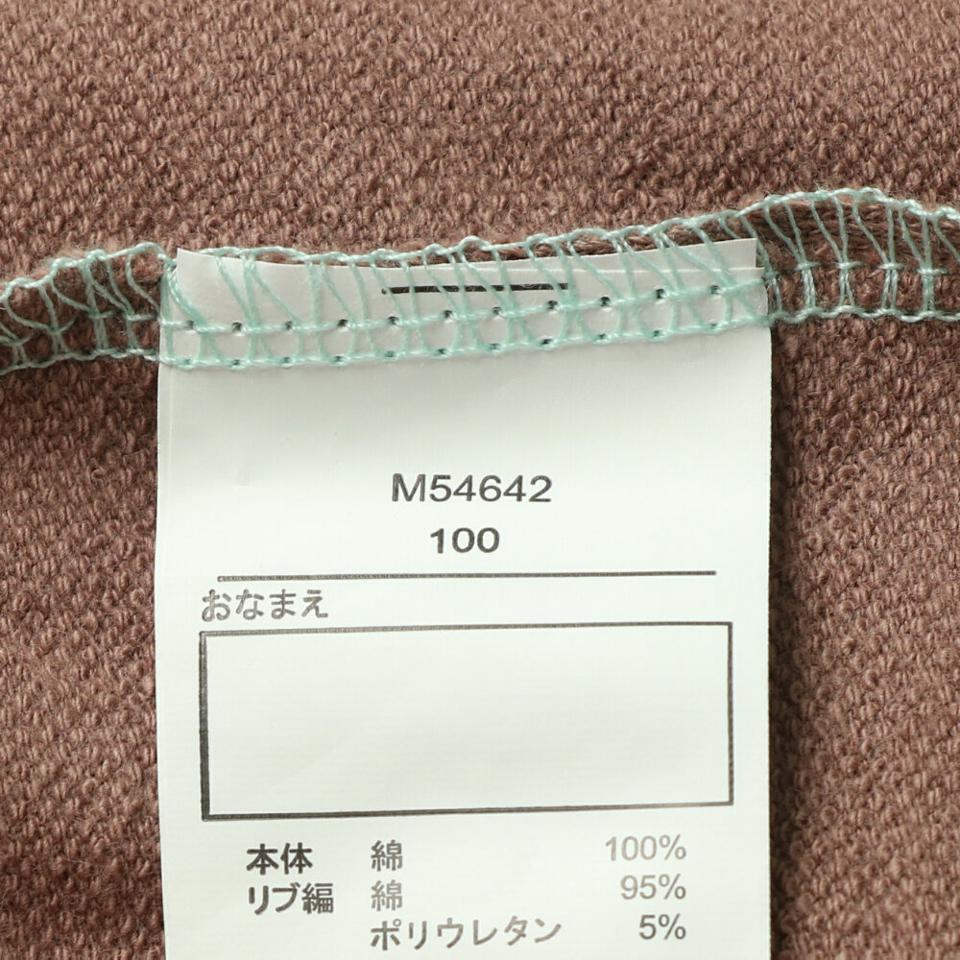 M54642
100
おなまえ
本体 綿 100%
リブ編 綿 95%
ポリウレタン 5%